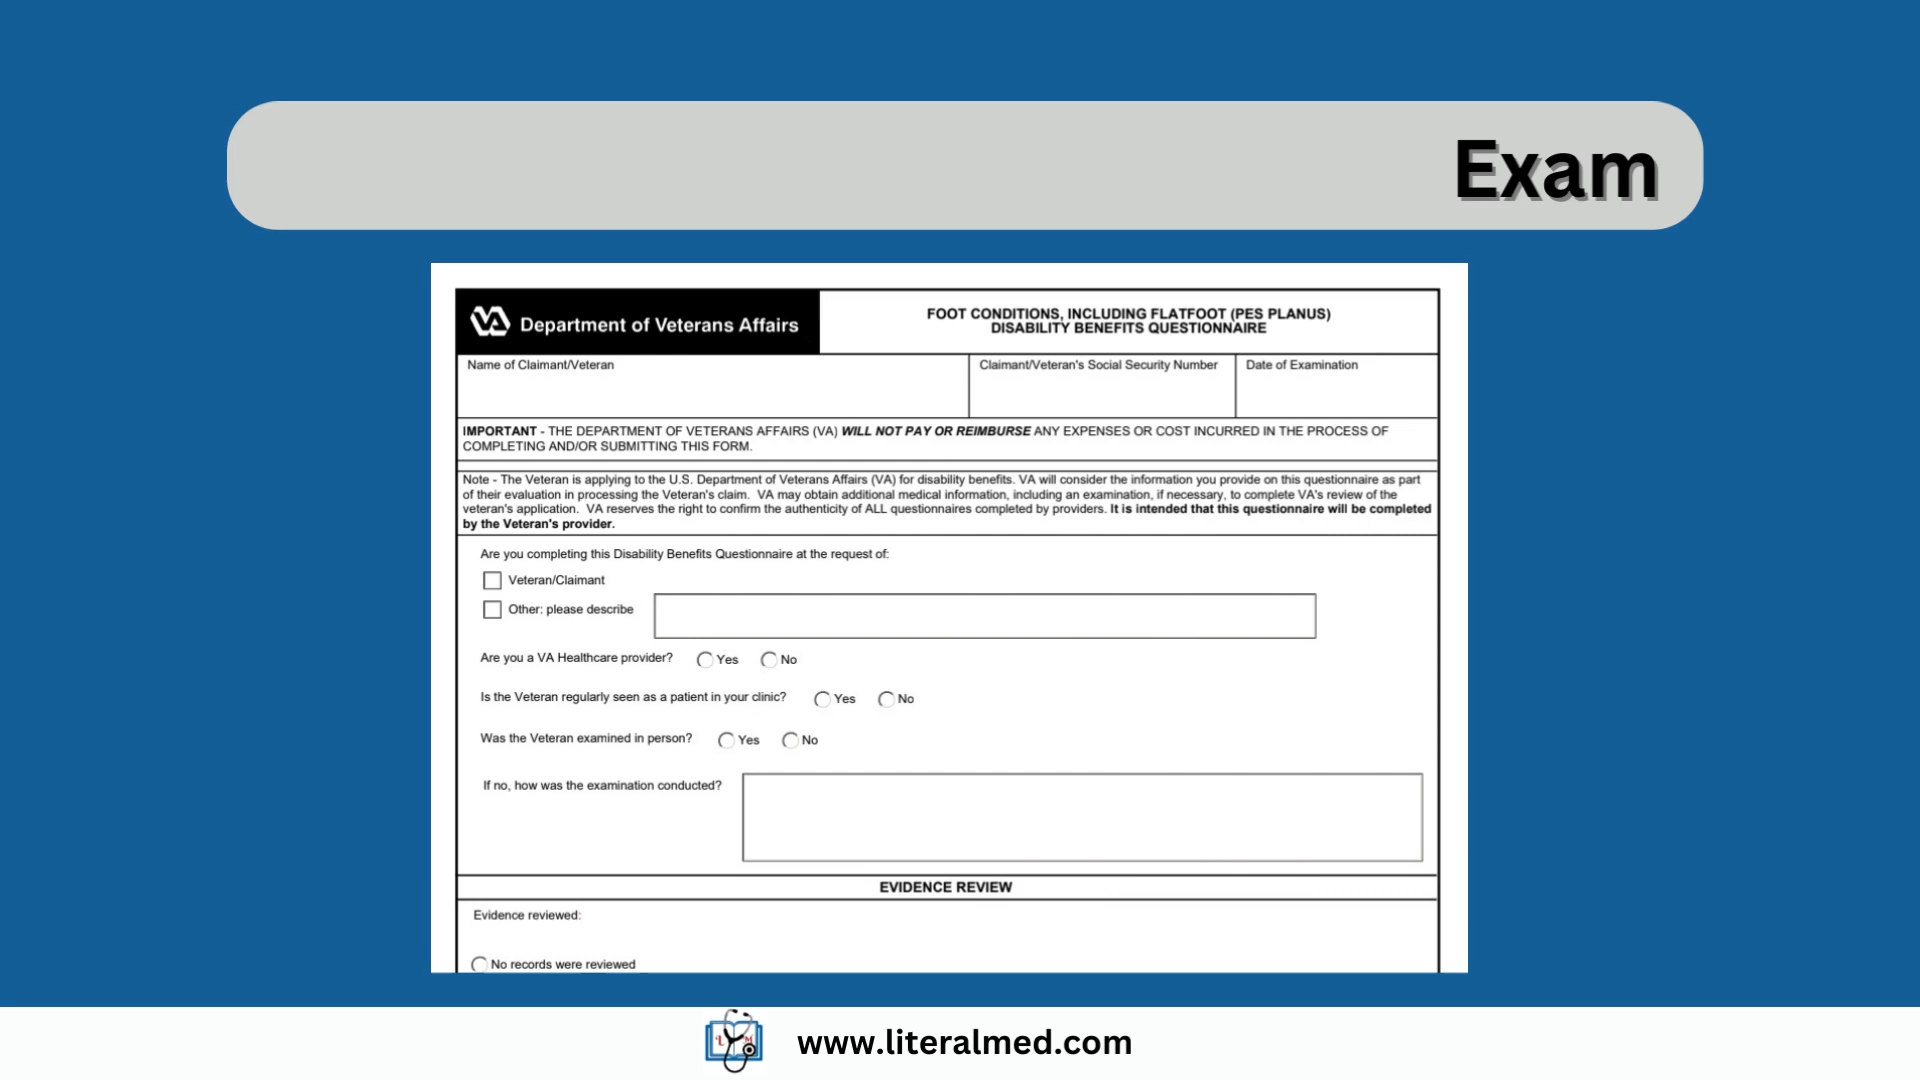 Exam
VA Department of Veterans Affairs
FOOT CONDITIONS, INCLUDING FLATFOOT (PES PLANUS)
DISABILITY BENEFITS QUESTIONNAIRE
Name of Claimant/Veteran
Claimant/Veteran's Social Security Number
Date of Examination
IMPORTANT - THE DEPARTMENT OF VETERANS AFFAIRS (VA) WILL NOT PAY OR REIMBURSE ANY EXPENSES OR COST INCURRED IN THE PROCESS OF
COMPLETING AND/OR SUBMITTING THIS FORM.
Note - The Veteran is applying to the U.S. Department of Veterans Affairs (VA) for disability benefits. VA will consider the information you provide on this questionnaire as part
of their evaluation in processing the Veteran's claim. VA may obtain additional medical information, including an examination, if necessary, to complete VA's review of the
veteran's application. VA reserves the right to confirm the authenticity of ALL questionnaires completed by providers. It is intended that this questionnaire will be completed
by the Veteran's provider.
Are you completing this Disability Benefits Questionnaire at the request of:
Veteran/Claimant
Other: please describe
Are you a VA Healthcare provider? Yes No
Is the Veteran regularly seen as a patient in your clinic? Yes No
Was the Veteran examined in person? Yes No
If no, how was the examination conducted?
EVIDENCE REVIEW
Evidence reviewed:
No records were reviewed
L M
www.literalmed.com